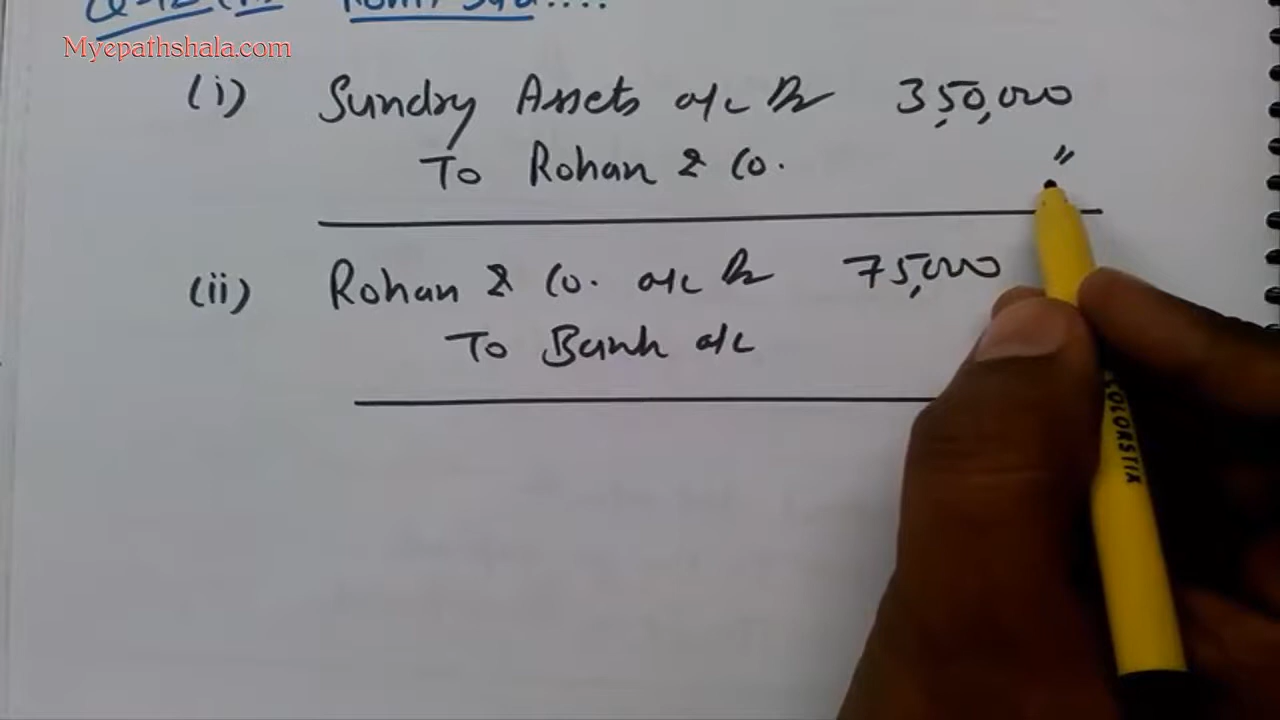 Myepathshala.com
(i) Sundry Assets a/c Dr 3,50,000
To Rohan & Co. "
(ii) Rohan & Co. a/c Dr 75,000
To Bank a/c
COLORSTIX